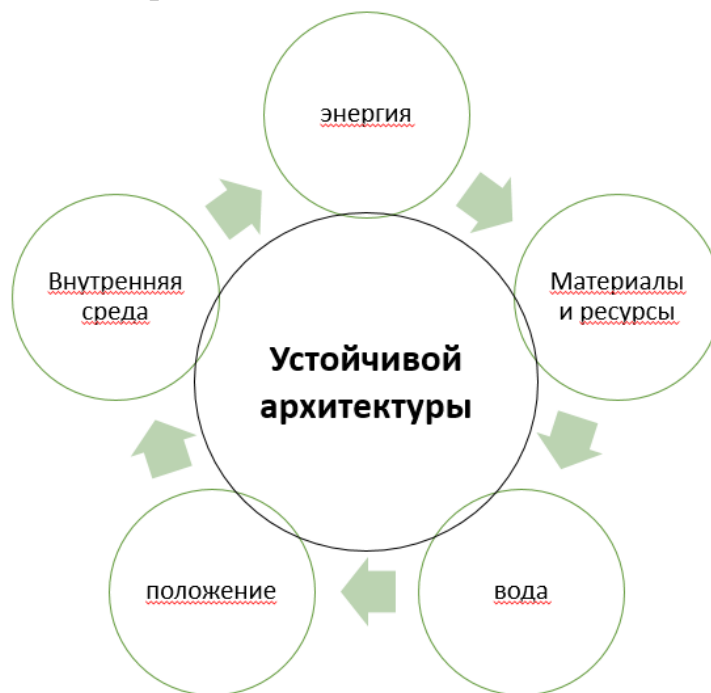 энергия
Материалы
и ресурсы
вода
положение
Внутренняя
среда
Устойчивой
архитектуры